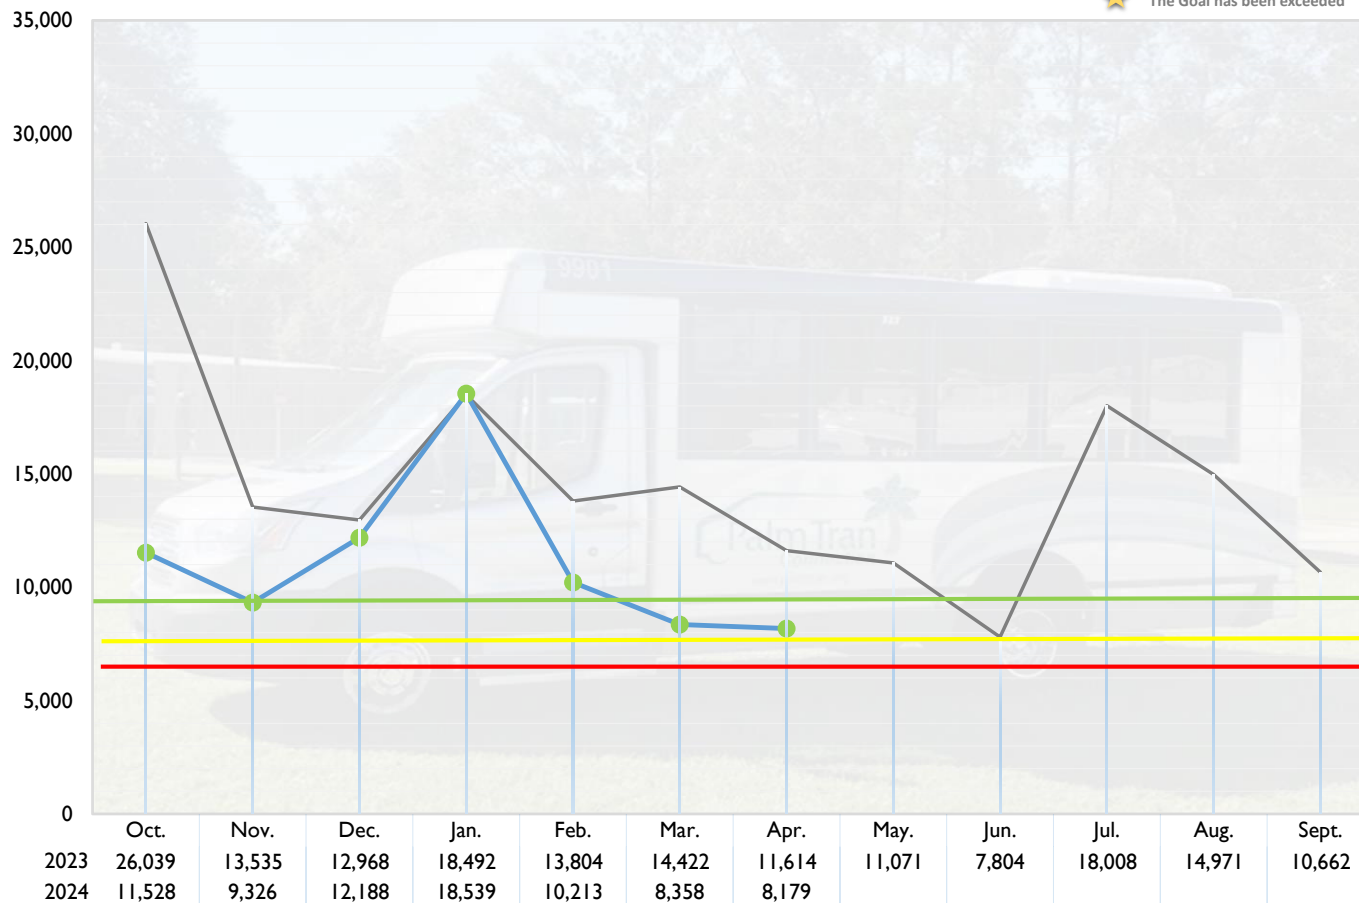 The Goal has been exceeded
35,000
30,000
25,000
20,000
15,000
10,000
5,000
0
9901
Palm Tran
Oct. Nov. Dec. Jan. Feb. Mar. Apr. May. Jun. Jul. Aug. Sept.
2023 26,039 13,535 12,968 18,492 13,804 14,422 11,614 11,071 7,804 18,008 14,971 10,662
2024 11,528 9,326 12,188 18,539 10,213 8,358 8,179